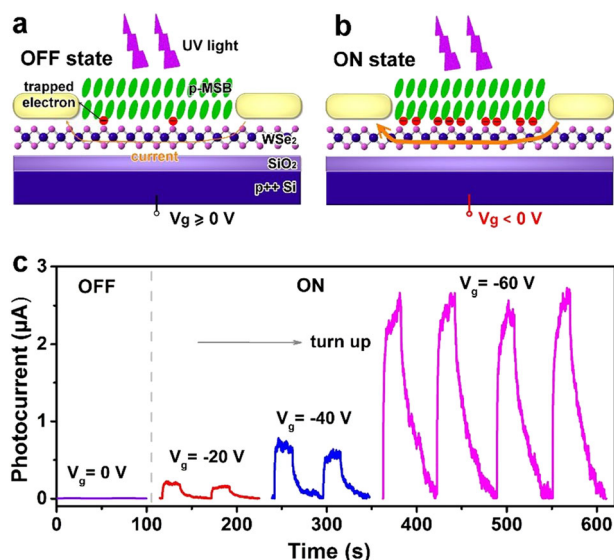 a
OFF state
UV light
trapped
electron
p-MSB
WSe₂
current
SiO₂
p++ Si
Vg ⩾ 0 V
b
ON state
Vg < 0 V
c
Photocurrent (µA)
3
2
1
0
OFF
ON
turn up
Vg= 0 V
Vg= -20 V
Vg= -40 V
Vg= -60 V
0 100 200 300 400 500 600
Time (s)